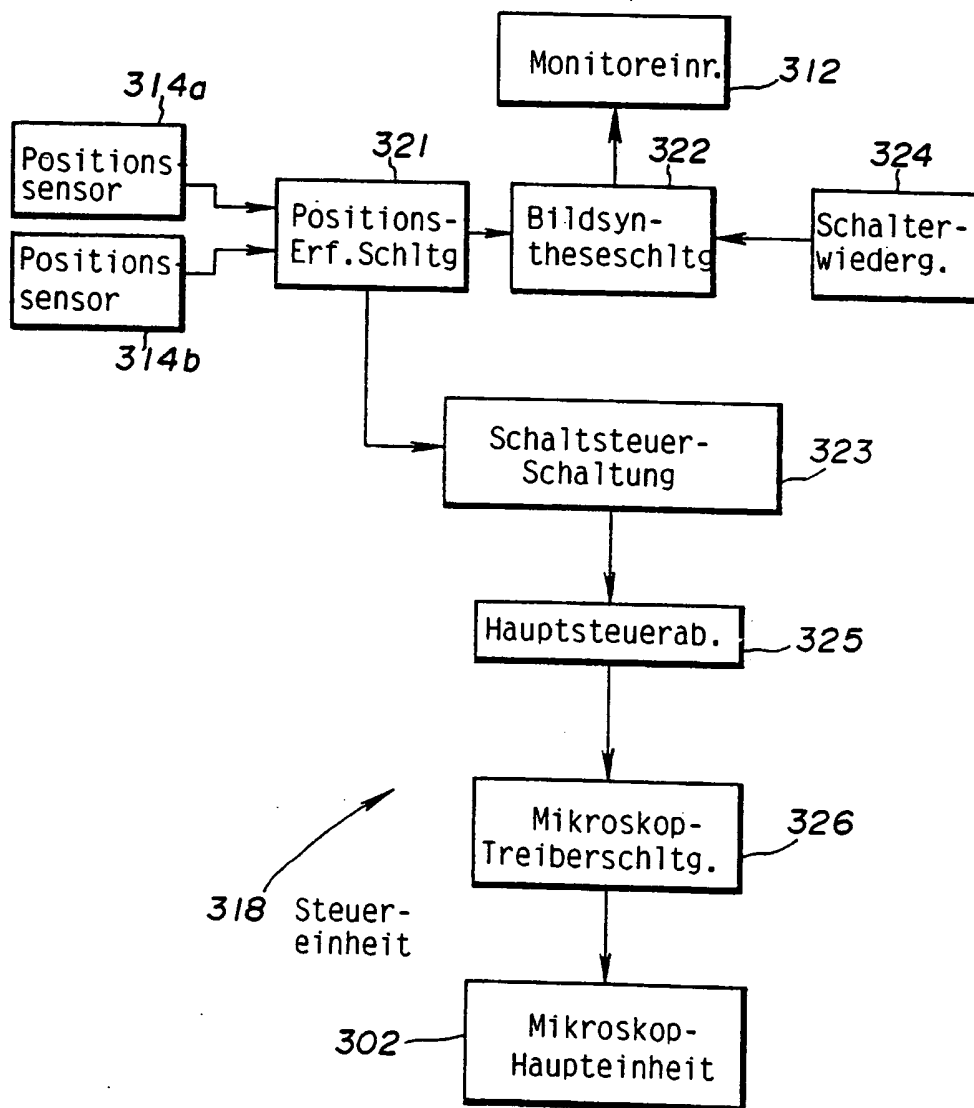 Monitoreinr.
312
314a
Positions
sensor
Positions
sensor
314b
321
Positions-
Erf.Schltg
322
Bildsyn-
theseschltg
324
Schalter-
wiederg.
Schaltsteuer-
Schaltung
323
Hauptsteuerab.
325
Mikroskop-
Treiberschltg.
326
318 Steuer-
einheit
302
Mikroskop-
Haupteinheit